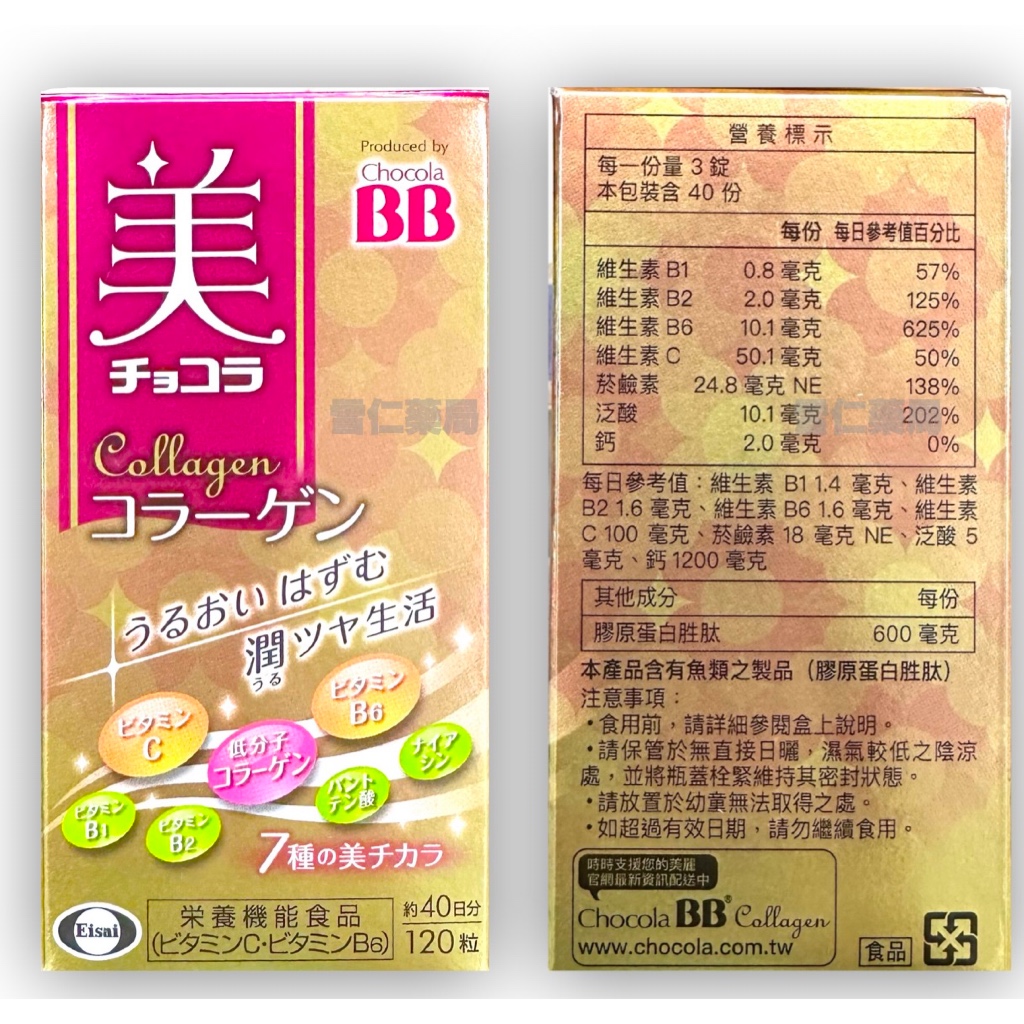 美
チョコラ
Produced by
Chocola
BB
Collagen
コラーゲン
うるおい はずむ
潤ツヤ生活
うる
ビタミン
C
低分子
コラーゲン
ビタミン
B6
ナイア
シン
パント
テン酸
ビタミン
B1
ビタミン
B2
7種の美チカラ
Eisai
栄養機能食品
(ビタミンC・ビタミンB6)
約40日分
120粒
營養標示
每一份量 3 錠
本包裝含 40 份
每份 每日參考值百分比
維生素 B1 0.8 毫克 57%
維生素 B2 2.0 毫克 125%
維生素 B6 10.1 毫克 625%
維生素 C 50.1 毫克 50%
菸鹼素 24.8 毫克 NE 138%
泛酸 10.1 毫克 202%
鈣 2.0 毫克 0%
每日參考值：維生素 B1 1.4 毫克、維生素
B2 1.6 毫克、維生素 B6 1.6 毫克、維生素
C 100 毫克、菸鹼素 18 毫克 NE、泛酸 5
毫克、鈣 1200 毫克
其他成分 每份
膠原蛋白胜肽 600 毫克
本產品含有魚類之製品（膠原蛋白胜肽）
注意事項：
•食用前，請詳細參閱盒上說明。
•請保管於無直接日曬，濕氣較低之陰涼
處，並將瓶蓋栓緊維持其密封狀態。
•請放置於幼童無法取得之處。
•如超過有效日期，請勿繼續食用。
時時支援您的美麗
官網最新資訊配送中
Chocola BB® Collagen
www.chocola.com.tw
食品